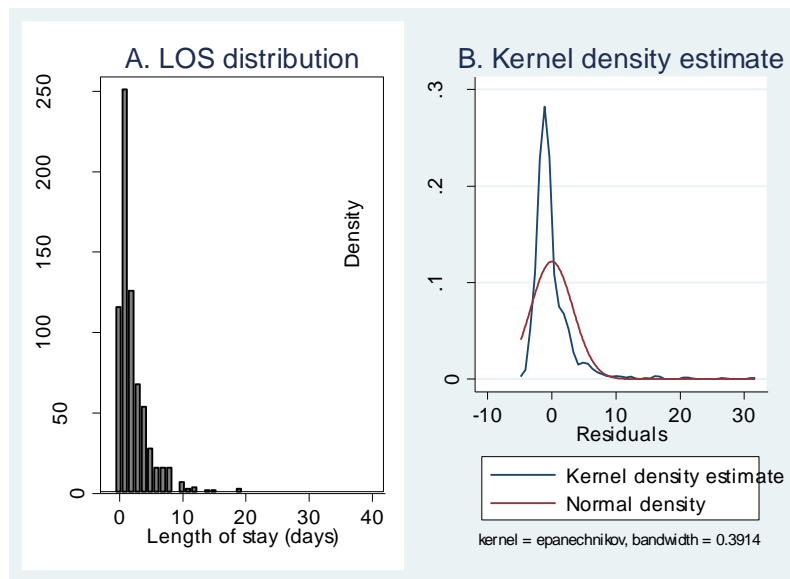 A. LOS distribution
250
200
150
100
50
0
0 10 20 30 40
Length of stay (days)
B. Kernel density estimate
Density
.3
.2
.1
0
-10 0 10 20 30
Residuals
Kernel density estimate
Normal density
kernel = epanechnikov, bandwidth = 0.3914